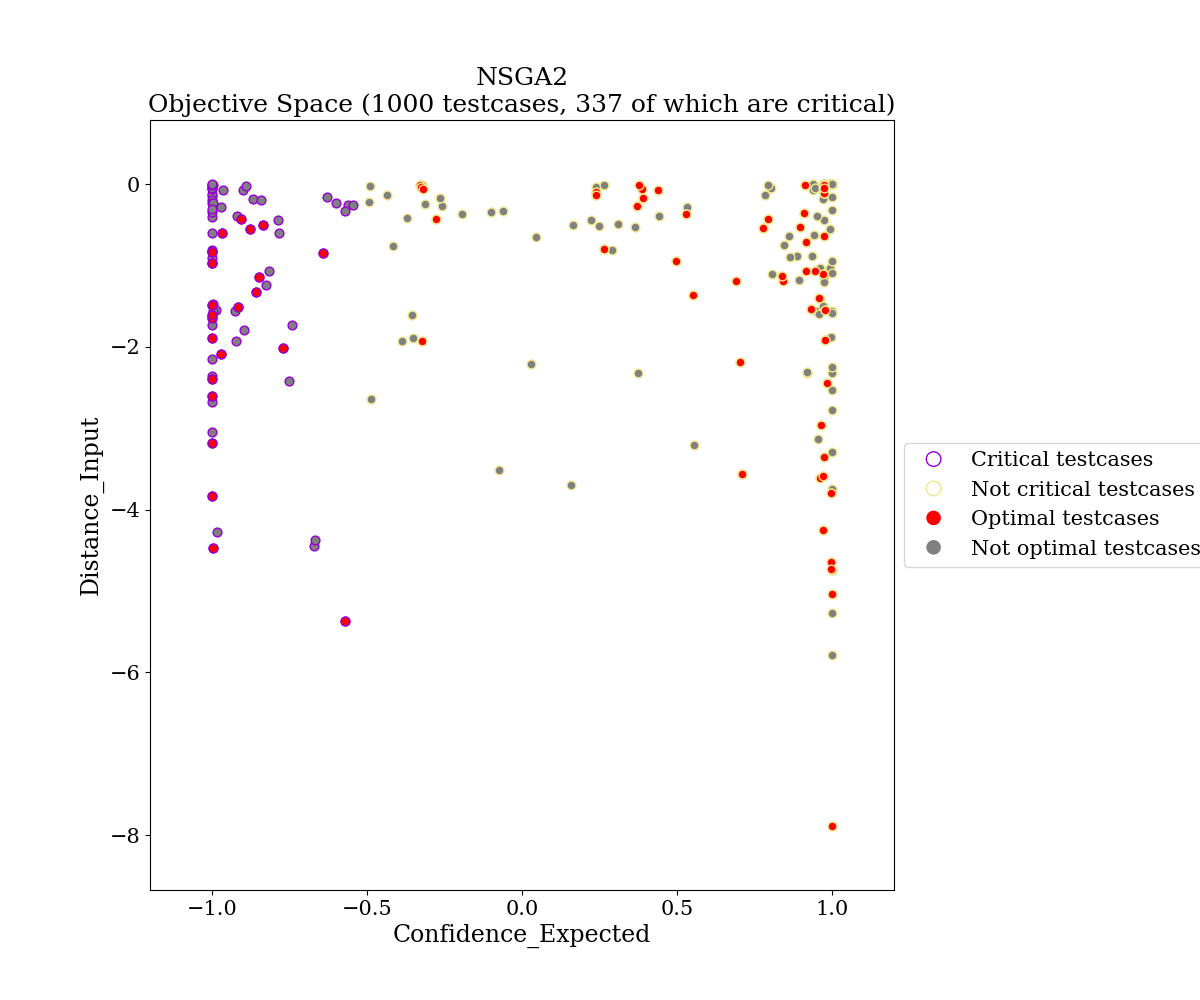 NSGA2
Objective Space (1000 testcases, 337 of which are critical)
0
−2
−4
−6
−8
Distance_Input
−1.0
−0.5
0.0
0.5
1.0
Confidence_Expected
Critical testcases
Not critical testcases
Optimal testcases
Not optimal testcases